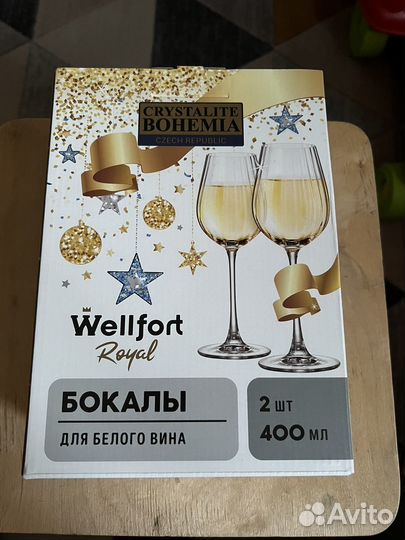 CRYSTALITE
BOHEMIA
CZECH REPUBLIC
Wellfort
Royal
БОКАЛЫ
ДЛЯ БЕЛОГО ВИНА
2 ШТ
400 МЛ
Avito